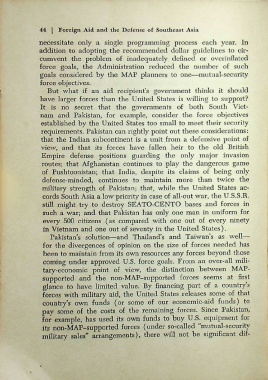 44 | Foreign Aid and the Defense of Southeast Asia
necessitate only a single programming process each year. In
addition to adopting the recommended dollar guidelines to cir-
cumvent the problem of inadequately defined or overinflated
force goals, the Administration reduced the number of such
goals considered by the MAP planners to one—mutual-security
force objectives.
But what if an aid recipient's government thinks it should
have larger forces than the United States is willing to support?
It is no secret that the governments of both South Viet-
nam and Pakistan, for example, consider the force objectives
established by the United States too small to meet their security
requirements. Pakistan can rightly point out these considerations:
that the Indian subcontinent is a unit from a defensive point of
view, and that its forces have fallen heir to the old British
Empire defense positions guarding the only major invasion
routes; that Afghanistan continues to play the dangerous game
of Pushtoonistan; that India, despite its claims of being only
defense-minded, continues to maintain more than twice the
military strength of Pakistan; that, while the United States ac-
cords South Asia a low priority in case of all-out war, the U.S.S.R.
still might try to destroy SEATO-CENTO bases and forces in
such a war; and that Pakistan has only one man in uniform for
every 500 citizens (as compared with one out of every ninety
in Vietnam and one out of seventy in the United States).
Pakistan's solution—and Thailand's and Taiwan's as well—
for the divergences of opinion on the size of forces needed has
been to maintain from its own resources any forces beyond those
coming under approved U.S. force goals. From an over-all mili-
tary-economic point of view, the distinction between MAP-
supported and the non-MAP-supported forces seems at first
glance to have limited value. By financing part of a country's
forces with military aid, the United States releases some of that
country's own funds (or some of our economic-aid funds) to
pay some of the costs of the remaining forces. Since Pakistan,
for example, has used its own funds to buy U.S. equipment for
its non-MAP-supported forces (under so-called "mutual-security
military sales" arrangements), there will not be significant dif-